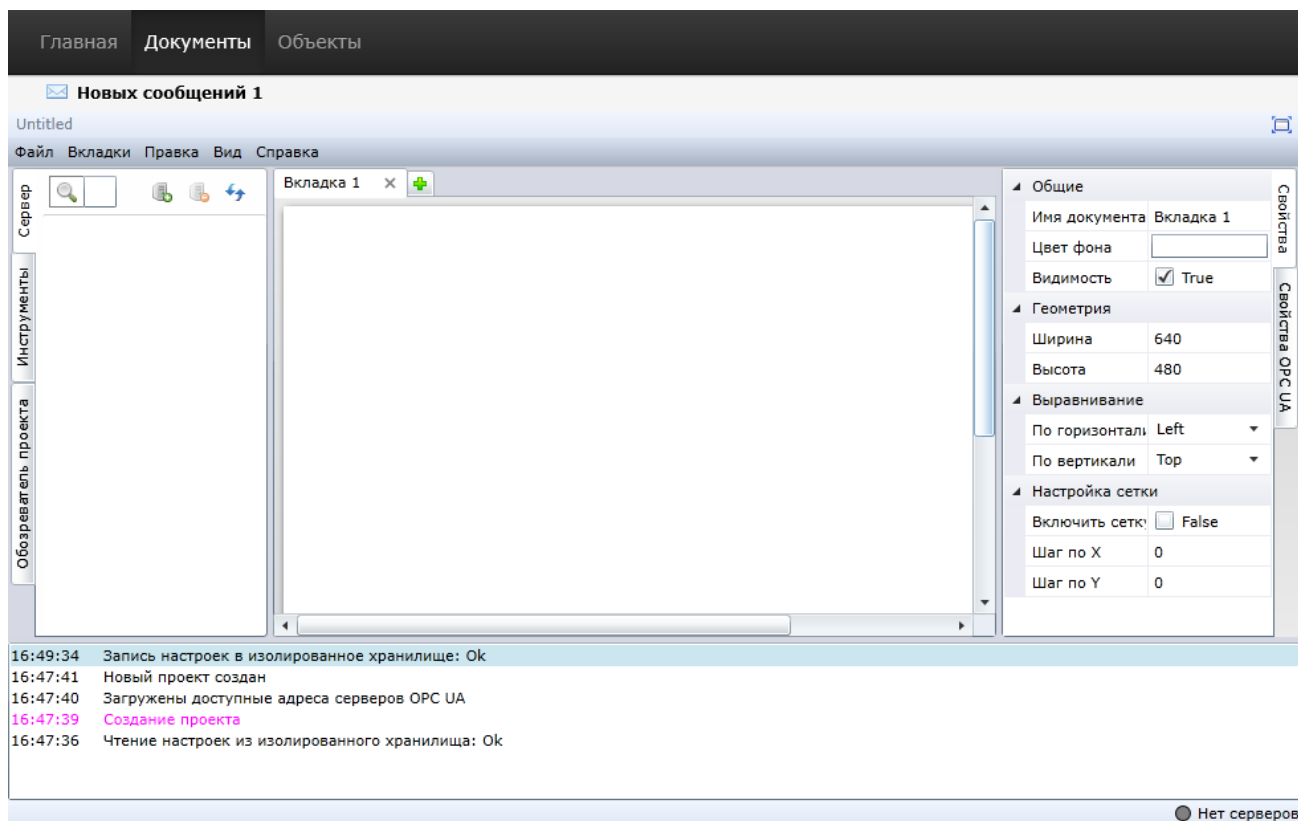 Главная Документы Объекты
Новых сообщений 1
Untitled
Файл Вкладки Правка Вид Справка
Сервер
Инструменты
Обозреватель проекта
Вкладка 1
Общие
Имя документа Вкладка 1
Цвет фона
Видимость True
Геометрия
Ширина 640
Высота 480
Выравнивание
По горизонтали Left
По вертикали Top
Настройка сетки
Включить сетк False
Шаг по X 0
Шаг по Y 0
Свойства
Свойства OPC UA
16:49:34 Запись настроек в изолированное хранилище: Ok
16:47:41 Новый проект создан
16:47:40 Загружены доступные адреса серверов OPC UA
16:47:39 Создание проекта
16:47:36 Чтение настроек из изолированного хранилища: Ok
Нет серверов